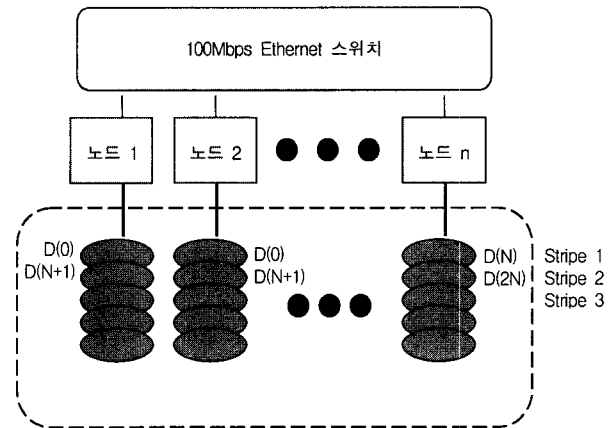 100Mbps Ethernet 스위치
노드 1
노드 2
노드 n
D(0)
D(N+1)
D(0)
D(N+1)
D(N)
D(2N)
Stripe 1
Stripe 2
Stripe 3